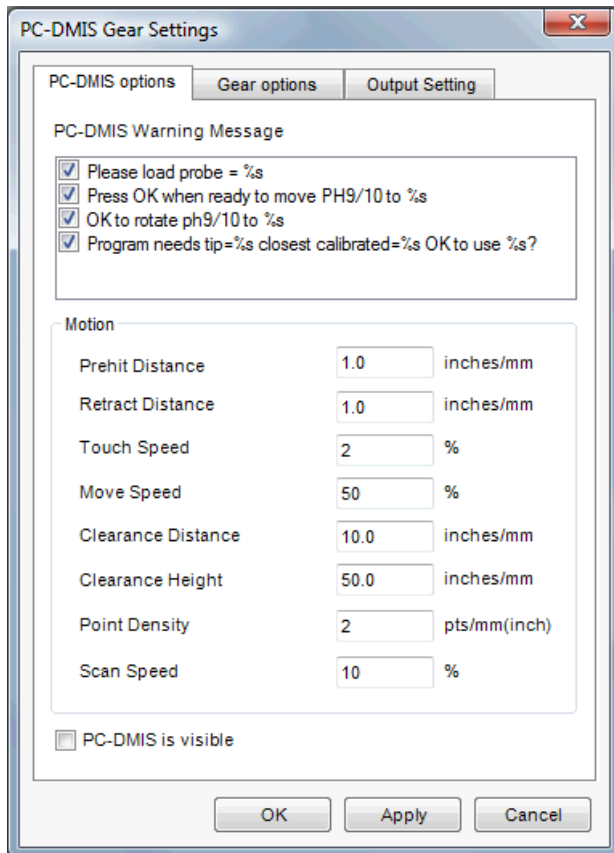 PC-DMIS Gear Settings
PC-DMIS options
Gear options
Output Setting
PC-DMIS Warning Message
Please load probe = %s
Press OK when ready to move PH9/10 to %s
OK to rotate ph9/10 to %s
Program needs tip=%s closest calibrated=%s OK to use %s?
Motion
Prehit Distance 1.0 inches/mm
Retract Distance 1.0 inches/mm
Touch Speed 2 %
Move Speed 50 %
Clearance Distance 10.0 inches/mm
Clearance Height 50.0 inches/mm
Point Density 2 pts/mm(inch)
Scan Speed 10 %
PC-DMIS is visible
OK
Apply
Cancel